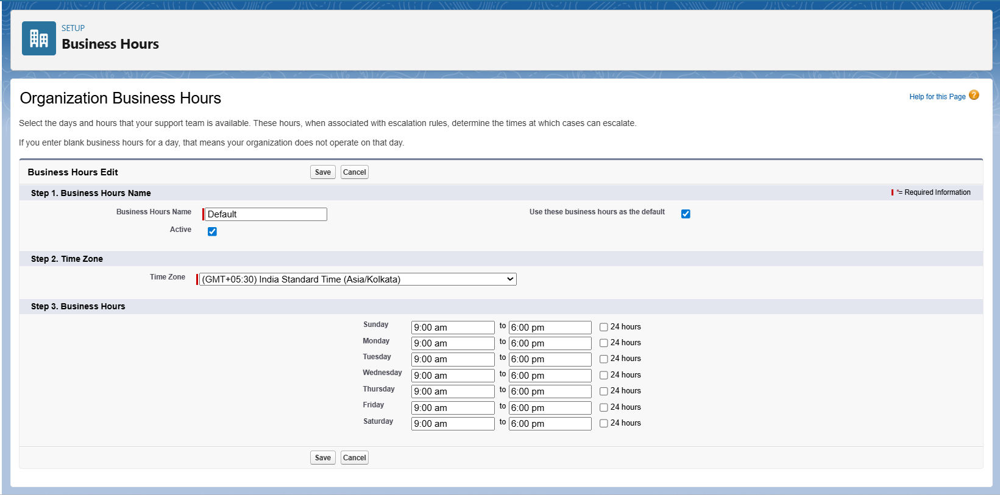 SETUP
Business Hours
Organization Business Hours
Help for this Page ?
Select the days and hours that your support team is available. These hours, when associated with escalation rules, determine the times at which cases can escalate.
If you enter blank business hours for a day, that means your organization does not operate on that day.
Business Hours Edit Save Cancel
Step 1. Business Hours Name *= Required Information
Business Hours Name Default Use these business hours as the default
Active
Step 2. Time Zone
Time Zone (GMT+05:30) India Standard Time (Asia/Kolkata)
Step 3. Business Hours
Sunday 9:00 am to 6:00 pm 24 hours
Monday 9:00 am to 6:00 pm 24 hours
Tuesday 9:00 am to 6:00 pm 24 hours
Wednesday 9:00 am to 6:00 pm 24 hours
Thursday 9:00 am to 6:00 pm 24 hours
Friday 9:00 am to 6:00 pm 24 hours
Saturday 9:00 am to 6:00 pm 24 hours
Save Cancel